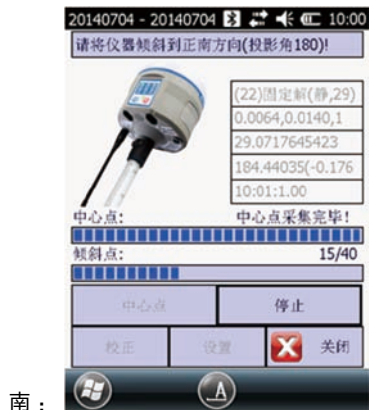 20140704 - 20140704 10:00
请将仪器倾斜到正南方向(投影角180)!
(22)固定解(静,29)
0.0064,0.0140,1
29.0717645423
184.44035(-0.176
10:01:1.00
中心点: 中心点采集完毕!
倾斜点: 15/40
中心点 停止
校正 设置 关闭
A
南：